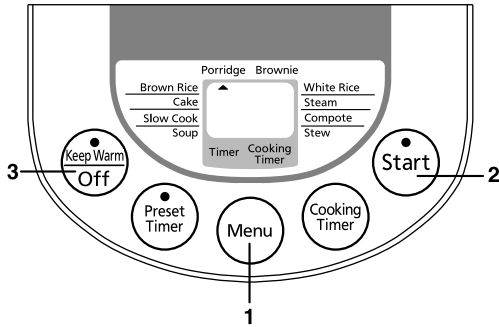 Porridge Brownie
Brown Rice
Cake
Slow Cook
Soup
White Rice
Steam
Compote
Stew
Timer
Cooking
Timer
Keep Warm
Off
3
Start
2
Preset
Timer
Menu
Cooking
Timer
1